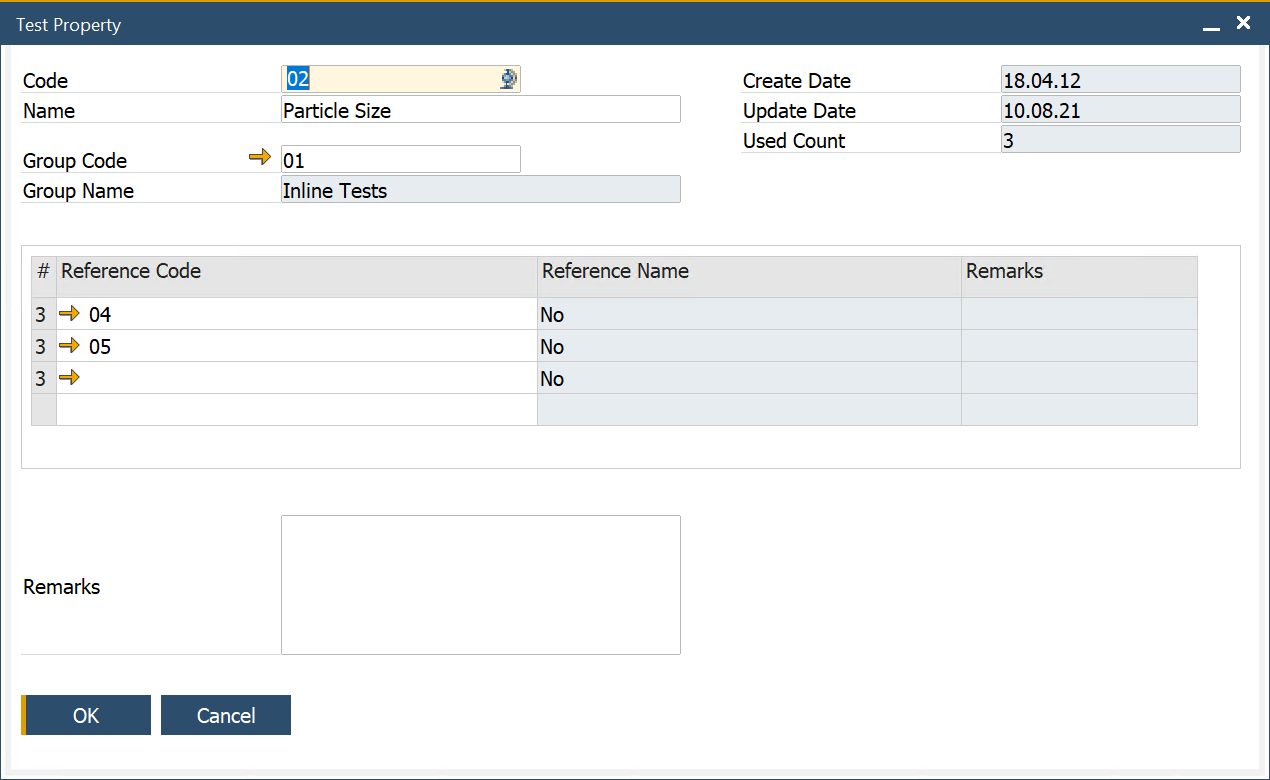 Test Property
Code 02
Name Particle Size
Group Code 01
Group Name Inline Tests
Create Date 18.04.12
Update Date 10.08.21
Used Count 3
# Reference Code Reference Name Remarks
3 04 No
3 05 No
3 No
Remarks
OK Cancel